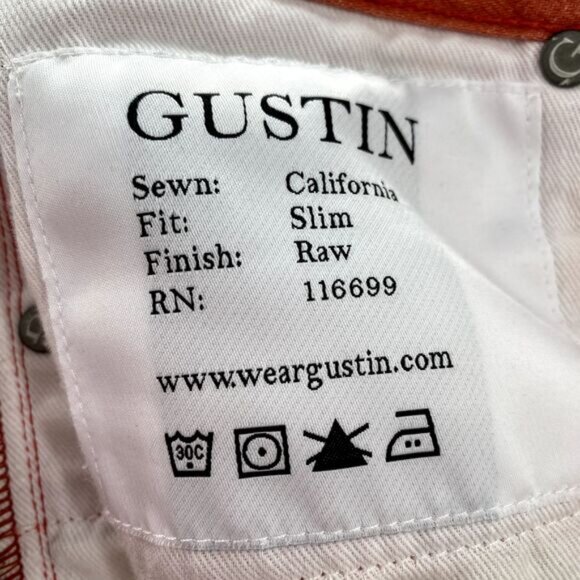 GUSTIN
Sewn: California
Fit: Slim
Finish: Raw
RN: 116699
www.weargustin.com
30C